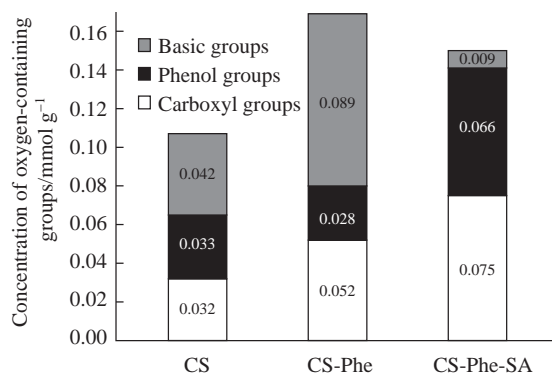 Concentration of oxygen-containing
groups/mmol g⁻¹
0.16
0.14
0.12
0.10
0.08
0.06
0.04
0.02
0.00
Basic groups
Phenol groups
Carboxyl groups
0.042
0.033
0.032
0.089
0.028
0.052
0.009
0.066
0.075
CS
CS-Phe
CS-Phe-SA